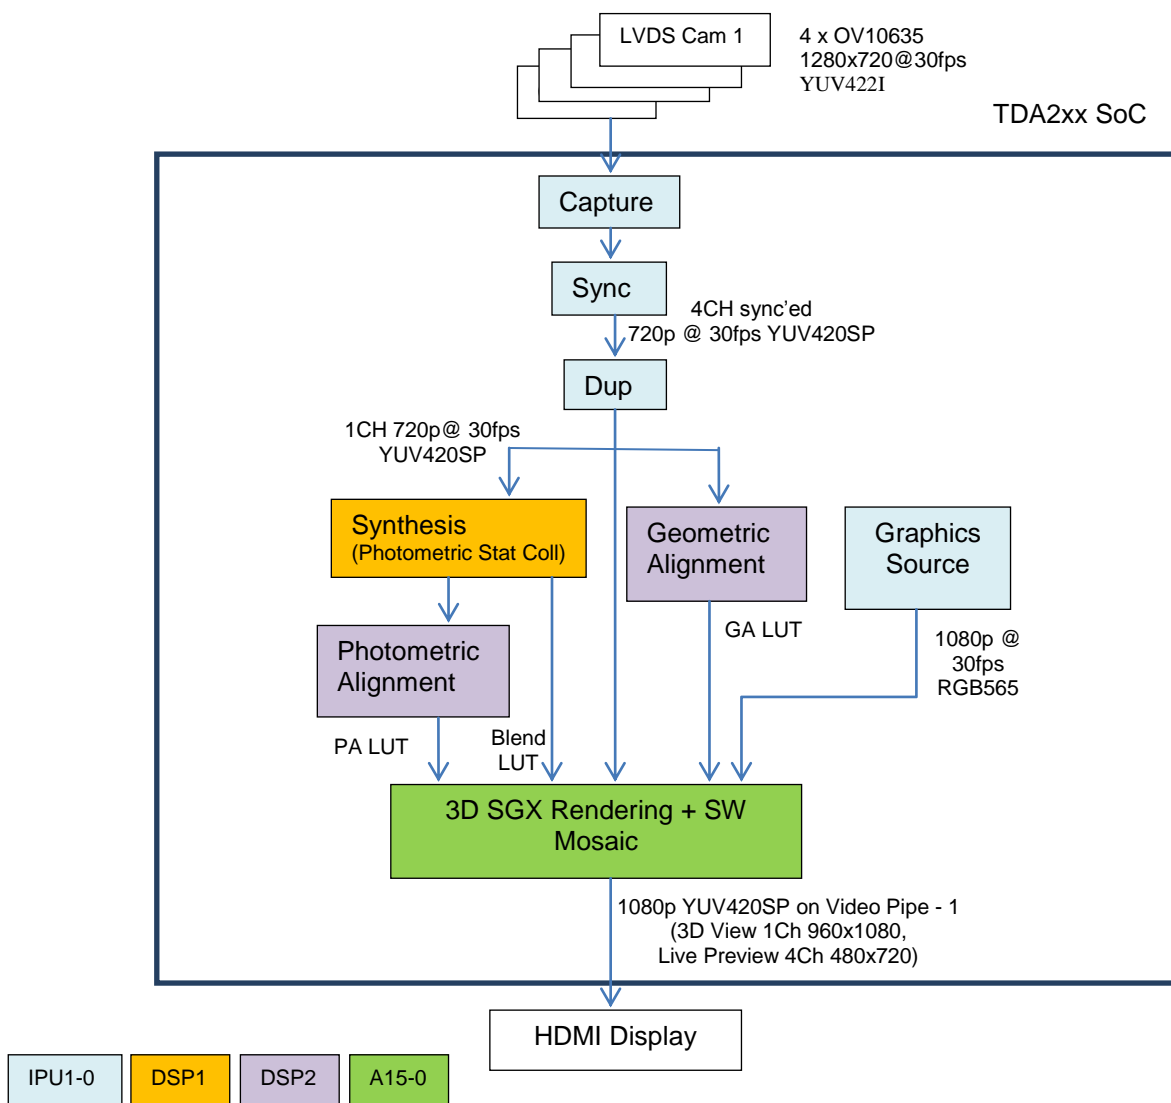 LVDS Cam 1
4 x OV10635
1280x720@30fps
YUV422I
TDA2xx SoC
Capture
Sync
4CH sync'ed
720p @ 30fps YUV420SP
Dup
1CH 720p@ 30fps
YUV420SP
Synthesis
(Photometric Stat Coll)
Geometric
Alignment
Graphics
Source
Photometric
Alignment
GA LUT
1080p @
30fps
RGB565
PA LUT
Blend
LUT
3D SGX Rendering + SW
Mosaic
1080p YUV420SP on Video Pipe - 1
(3D View 1Ch 960x1080,
Live Preview 4Ch 480x720)
HDMI Display
IPU1-0
DSP1
DSP2
A15-0